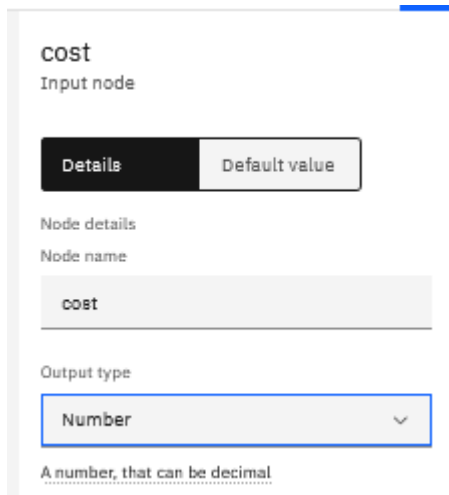 cost
Input node
Details Default value
Node details
Node name
cost
Output type
Number
A number, that can be decimal